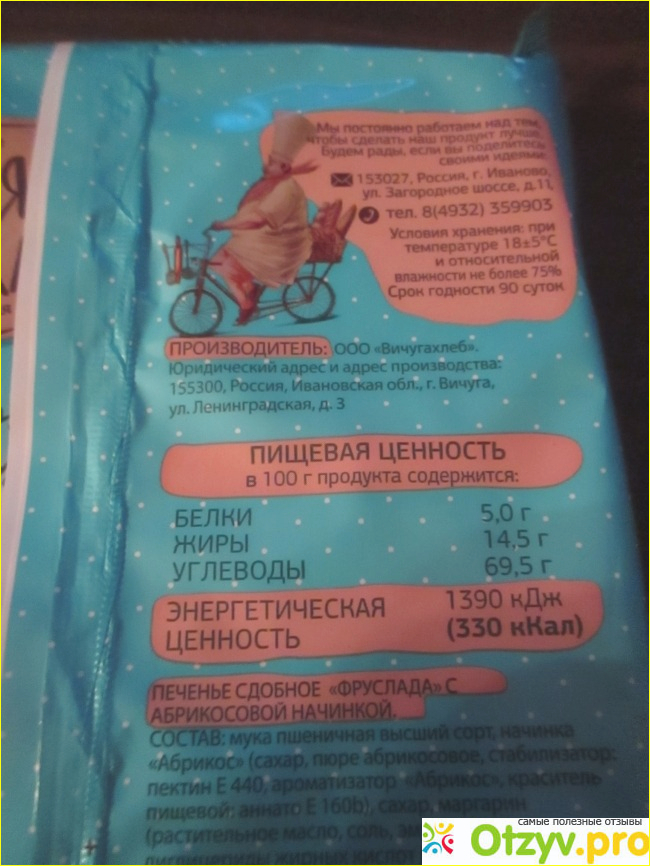 Мы постоянно работаем над тем,
чтобы сделать наш продукт лучше.
Будем рады, если вы поделитесь
своими идеями:
153027, Россия, г. Иваново,
ул. Загородное шоссе, д.11,
тел. 8(4932) 359903
Условия хранения: при
температуре 18±5°С
и относительной
влажности не более 75%
Срок годности 90 суток
ПРОИЗВОДИТЕЛЬ: ООО «Вичугахлеб».
Юридический адрес и адрес производства:
155300, Россия, Ивановская обл., г. Вичуга,
ул. Ленинградская, д. 3
ПИЩЕВАЯ ЦЕННОСТЬ
в 100 г продукта содержится:
БЕЛКИ 5,0 г
ЖИРЫ 14,5 г
УГЛЕВОДЫ 69,5 г
ЭНЕРГЕТИЧЕСКАЯ 1390 кДж
ЦЕННОСТЬ (330 кКал)
ПЕЧЕНЬЕ СДОБНОЕ «ФРУСЛАДА» С
АБРИКОСОВОЙ НАЧИНКОЙ.
СОСТАВ: мука пшеничная высший сорт, начинка
«Абрикос» (сахар, пюре абрикосовое, стабилизатор:
пектин Е 440, ароматизатор «Абрикос», краситель
пищевой: аннато Е 160b), сахар, маргарин
(растительное масло, соль,
самые полезные отзывы
Otzyv.pro